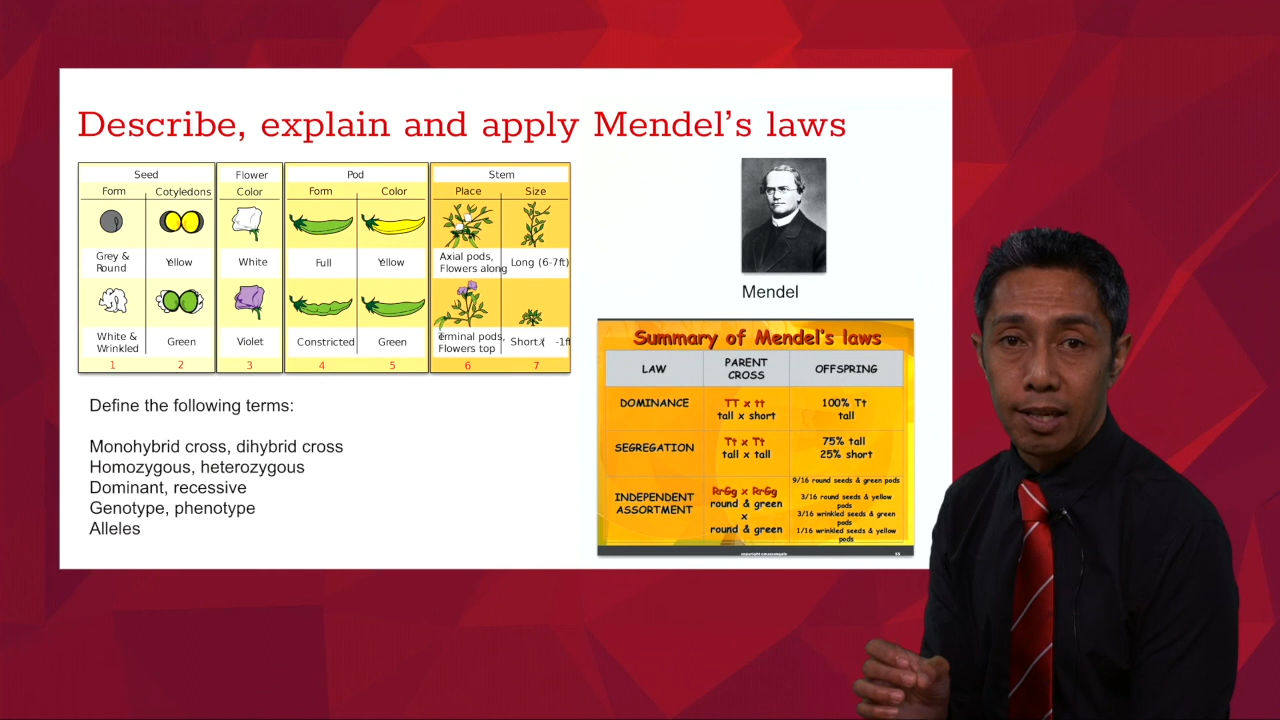 Describe, explain and apply Mendel's laws
Seed
Flower
Pod
Stem
Form
Cotyledons
Color
Form
Color
Place
Size
Grey &
Round
Yellow
White
Full
Yellow
Axial pods,
Flowers along
Long (6-7ft)
White &
Wrinkled
Green
Violet
Constricted
Green
Terminal pods,
Flowers top
Short
-1ft
1
2
3
4
5
6
7
Define the following terms:
Monohybrid cross, dihybrid cross
Homozygous, heterozygous
Dominant, recessive
Genotype, phenotype
Alleles
Mendel
Summary of Mendel's laws
LAW
PARENT
CROSS
OFFSPRING
DOMINANCE
TT x tt
tall x short
100% Tt
tall
SEGREGATION
Tt x Tt
tall x tall
75% tall
25% short
INDEPENDENT
ASSORTMENT
RrGg x RrGg
round & green
x
round & green
9/16 round seeds & green pods
3/16 round seeds & yellow
pods
3/16 wrinkled seeds & green
pods
1/16 wrinkled seeds & yellow
pods